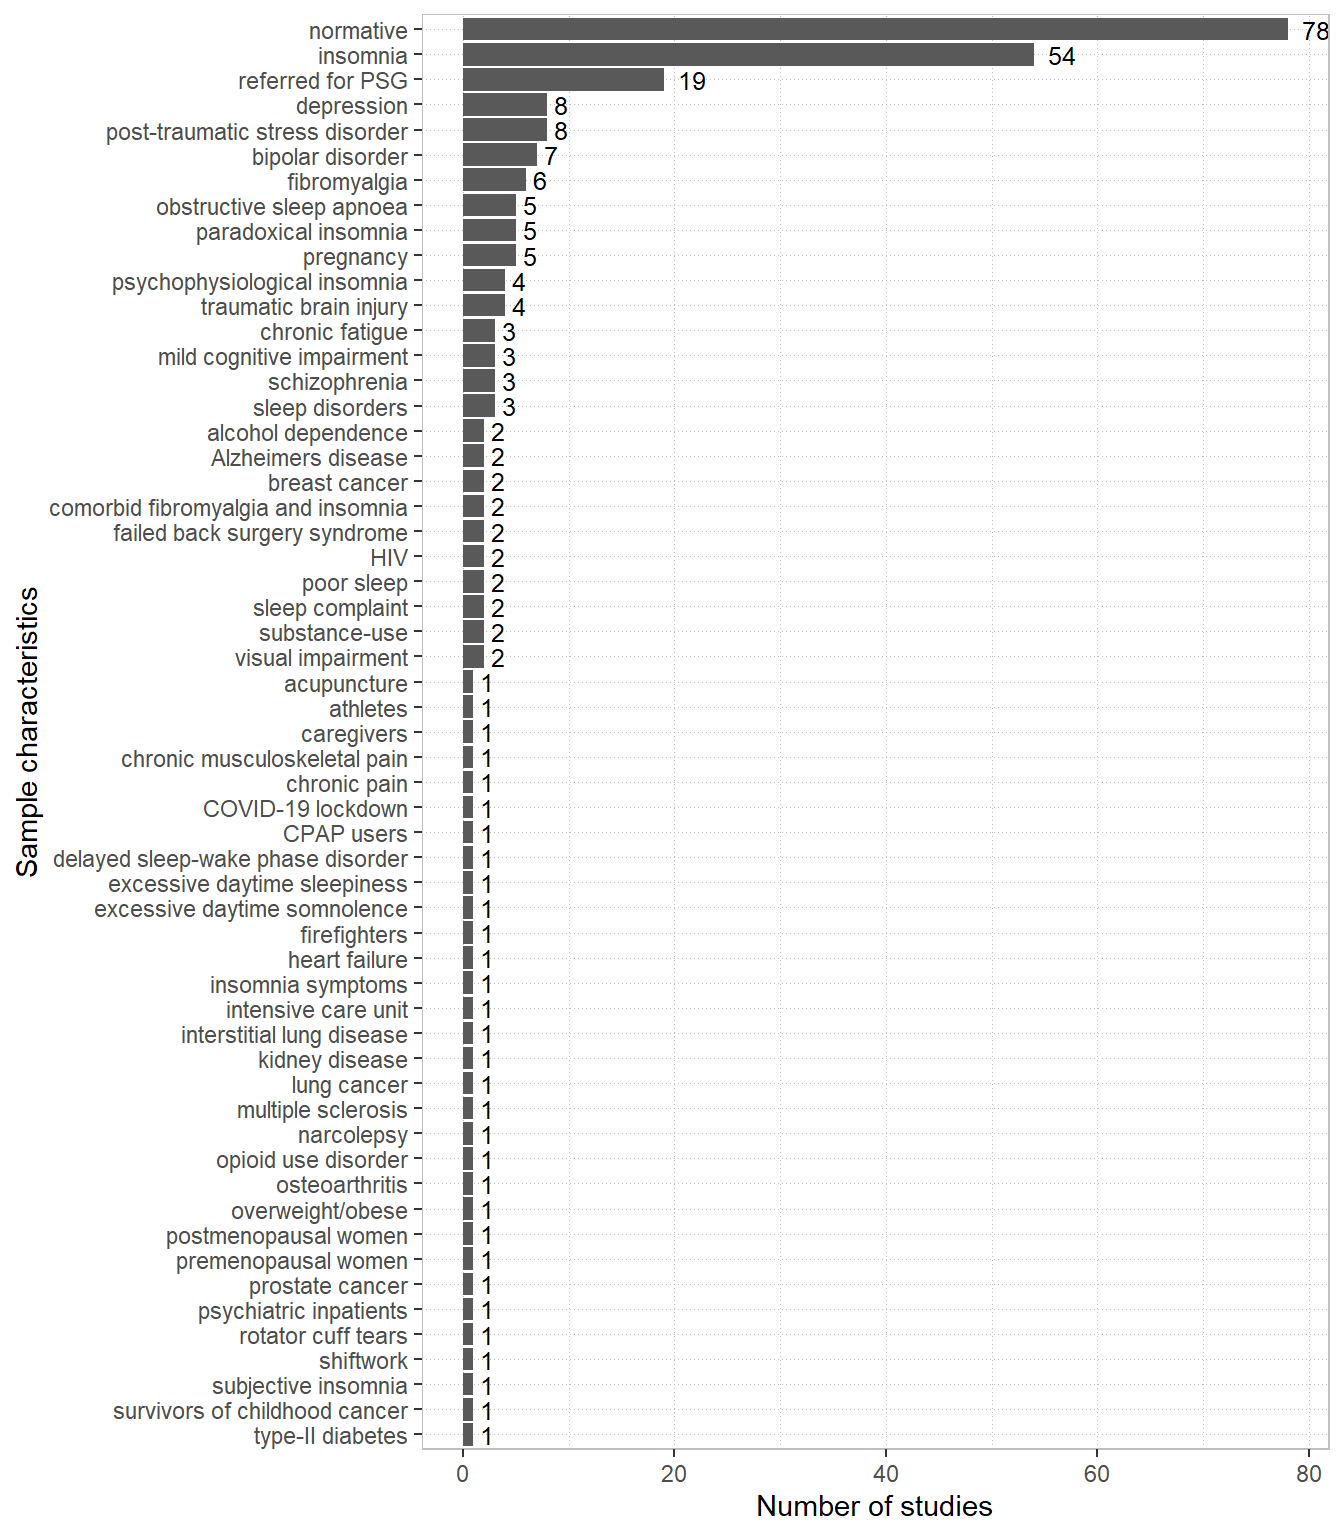 normative 78
insomnia 54
referred for PSG 19
depression 8
post-traumatic stress disorder 8
bipolar disorder 7
fibromyalgia 6
obstructive sleep apnoea 5
paradoxical insomnia 5
pregnancy 5
psychophysiological insomnia 4
traumatic brain injury 4
chronic fatigue 3
mild cognitive impairment 3
schizophrenia 3
sleep disorders 3
alcohol dependence 2
Alzheimers disease 2
breast cancer 2
comorbid fibromyalgia and insomnia 2
failed back surgery syndrome 2
HIV 2
poor sleep 2
sleep complaint 2
substance-use 2
visual impairment 2
acupuncture 1
athletes 1
caregivers 1
chronic musculoskeletal pain 1
chronic pain 1
COVID-19 lockdown 1
CPAP users 1
delayed sleep-wake phase disorder 1
excessive daytime sleepiness 1
excessive daytime somnolence 1
firefighters 1
heart failure 1
insomnia symptoms 1
intensive care unit 1
interstitial lung disease 1
kidney disease 1
lung cancer 1
multiple sclerosis 1
narcolepsy 1
opioid use disorder 1
osteoarthritis 1
overweight/obese 1
postmenopausal women 1
premenopausal women 1
prostate cancer 1
psychiatric inpatients 1
rotator cuff tears 1
shiftwork 1
subjective insomnia 1
survivors of childhood cancer 1
type-II diabetes 1
0 20 40 60 80
Number of studies
Sample characteristics